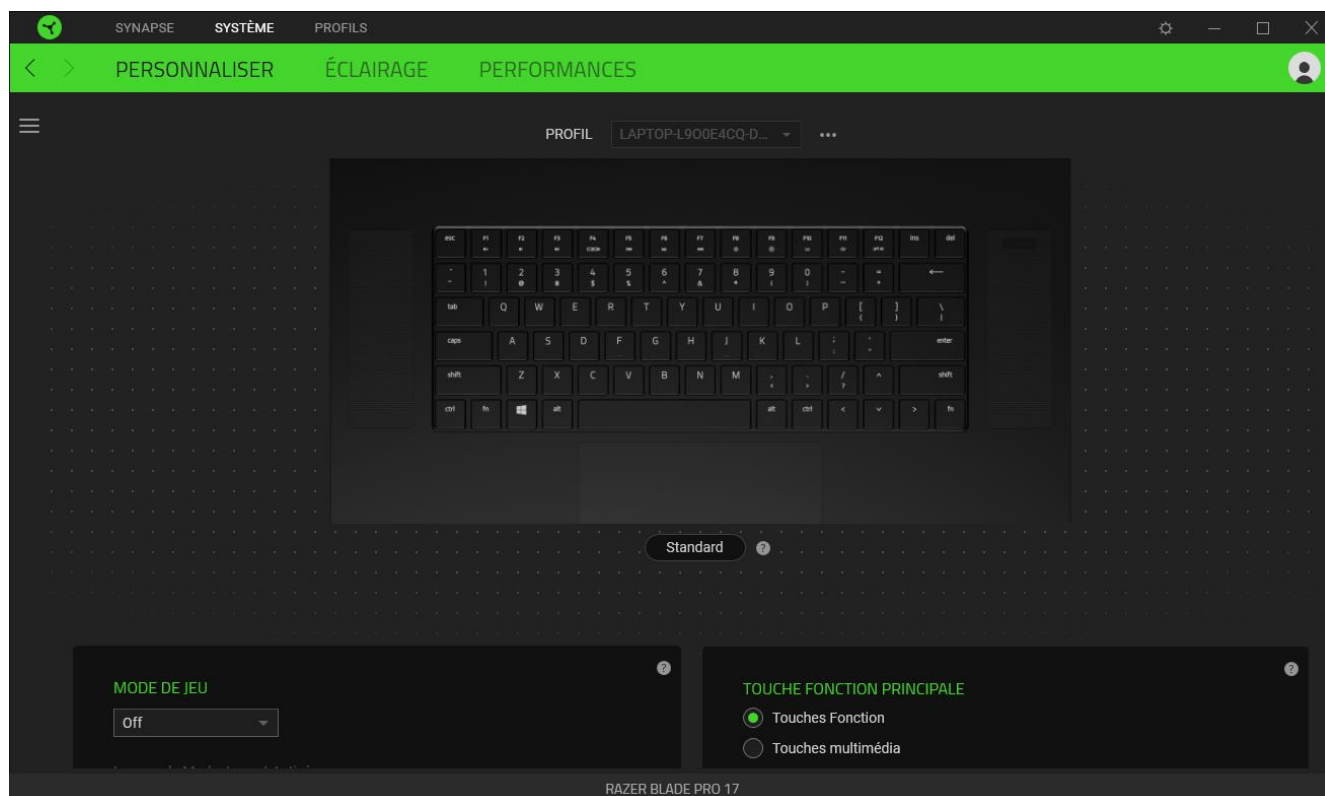 SYNAPSE SYSTÈME PROFILS
PERSONNALISER ÉCLAIRAGE PERFORMANCES
PROFIL LAPTOP-L9O0E4CQ-D...
esc F1 F2 F3 F4 F5 F6 F7 F8 F9 F10 F11 F12 ins del
1 2 3 4 5 6 7 8 9 0 - =
tab Q W E R T Y U I O P [ ] \
caps A S D F G H J K L ; enter
shift Z X C V B N M / ^ shift
ctrl fn alt alt ctrl < v > fn
Standard ?
MODE DE JEU ?
Off
TOUCHE FONCTION PRINCIPALE ?
Touches Fonction
Touches multimédia
RAZER BLADE PRO 17